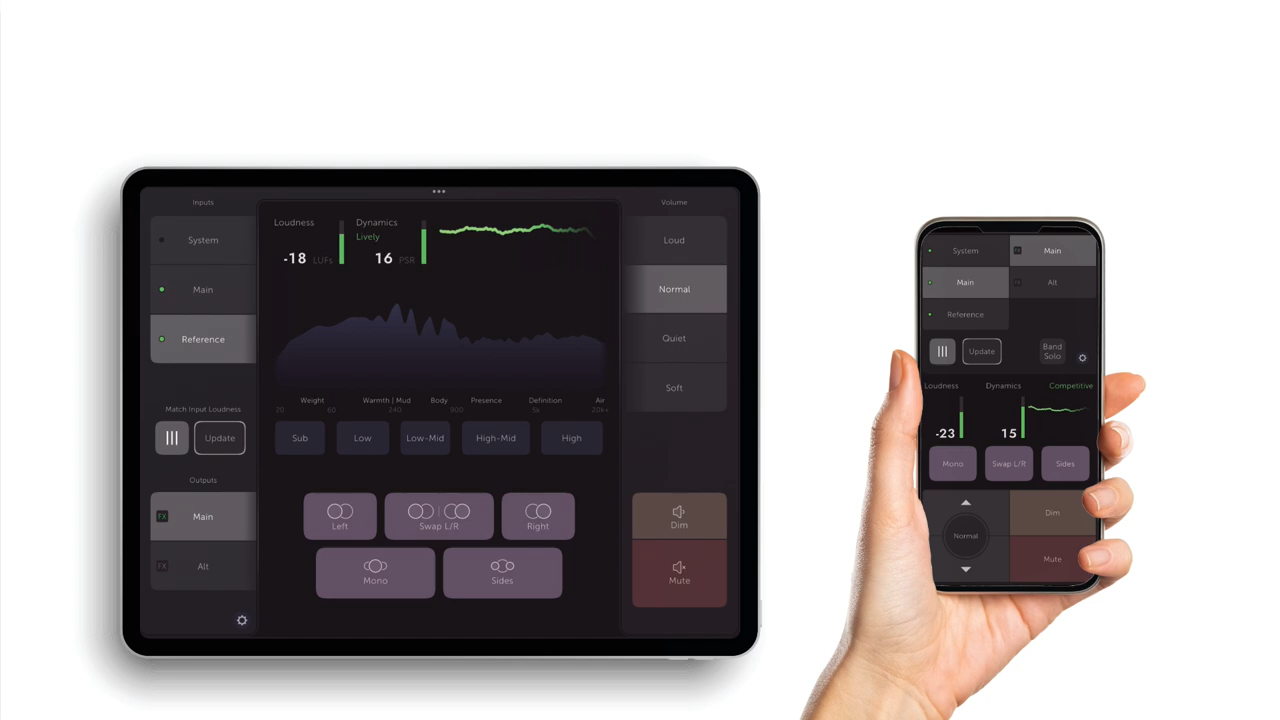 Inputs
System
Main
Reference
Match Input Loudness
Update
Outputs
FX Main
FX Alt
Loudness
-18 LUFs
Dynamics
Lively
16 PSR
Weight Warmth | Mud Body Presence Definition Air
20 60 240 900 5k 20k
Sub Low Low-Mid High-Mid High
Left Swap L/R Right
Mono Sides
Volume
Loud
Normal
Quiet
Soft
Dim
Mute
System FX Main
Main FX Alt
Reference
Update Band
Solo
Loudness Dynamics Competitive
-23 15
Mono Swap L/R Sides
Normal
Dim
Mute